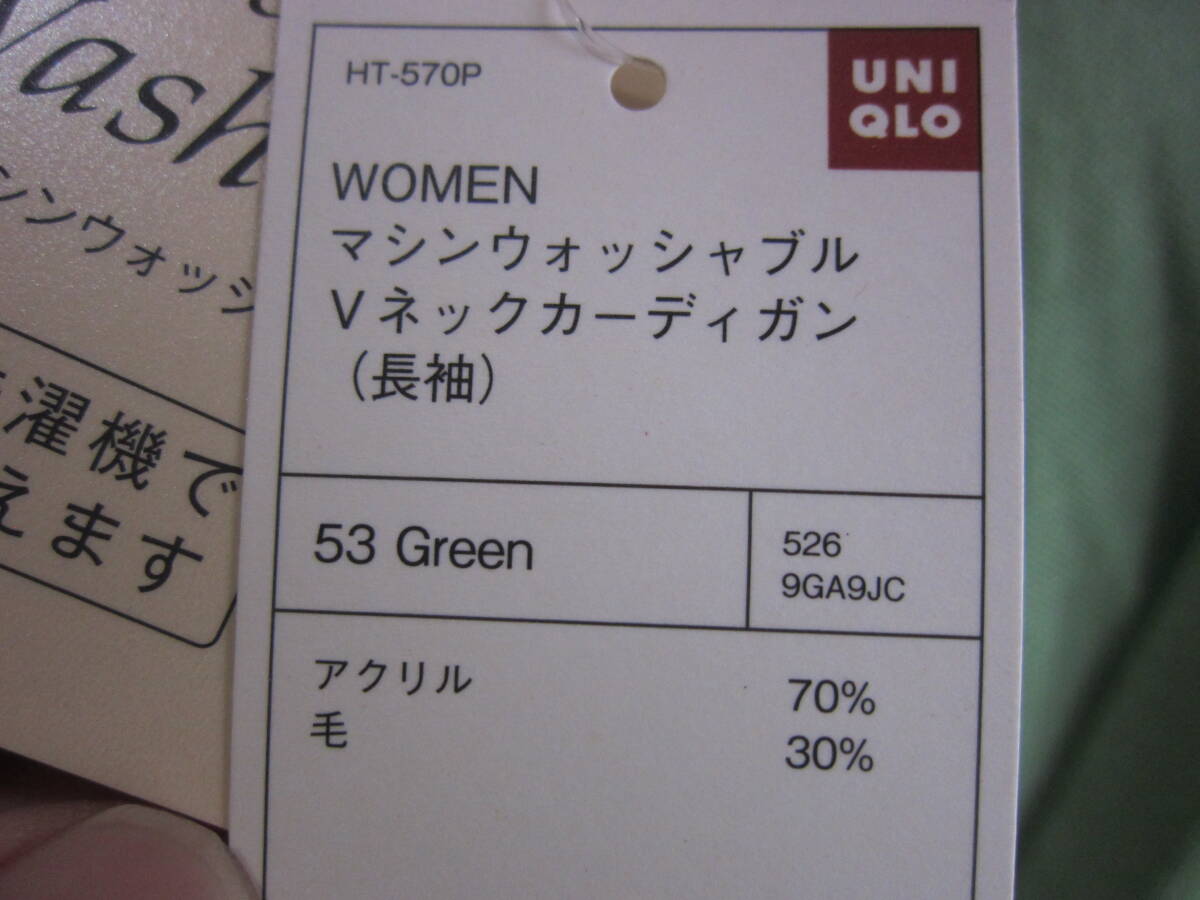 HT-570P
UNI
QLO
WOMEN
マシンウォッシャブル
Vネックカーディガン
（長袖）
53 Green
526
9GA9JC
アクリル 70%
毛 30%
Wash
シンウォッシ
濯機で
えます